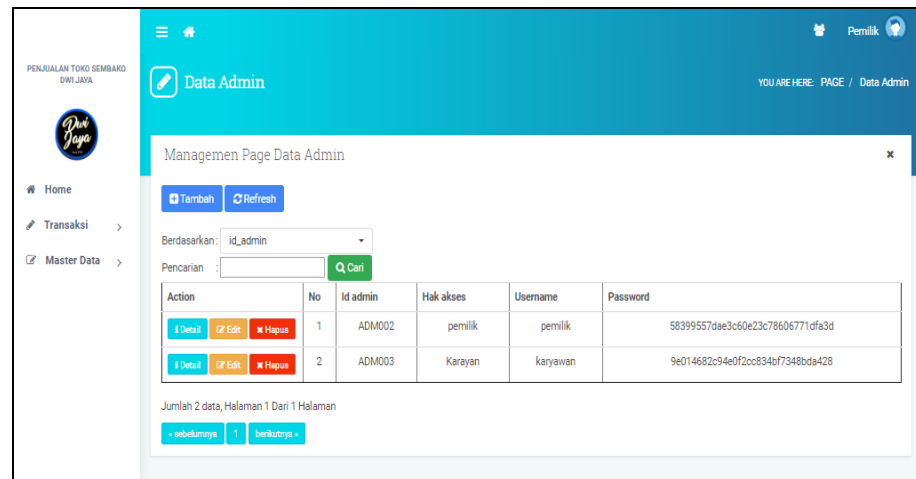 Pemilik
PENJUALAN TOKO SEMBAKO
DWI JAYA
Data Admin
YOU ARE HERE: PAGE / Data Admin
Dwi
Jaya
Managemen Page Data Admin
x
Home
Transaksi >
Master Data >
Tambah Refresh
Berdasarkan : id_admin
Pencarian : Cari
Action No Id admin Hak akses Username Password
Detail Edit Hapus 1 ADM002 pemilik pemilik 58399557dae3c60e23c78606771dfa3d
Detail Edit Hapus 2 ADM003 Karayan karyawan 9e014682c94e0f2cc834bf7348bda428
Jumlah 2 data, Halaman 1 Dari 1 Halaman
« sebelumnya 1 berikutnya »